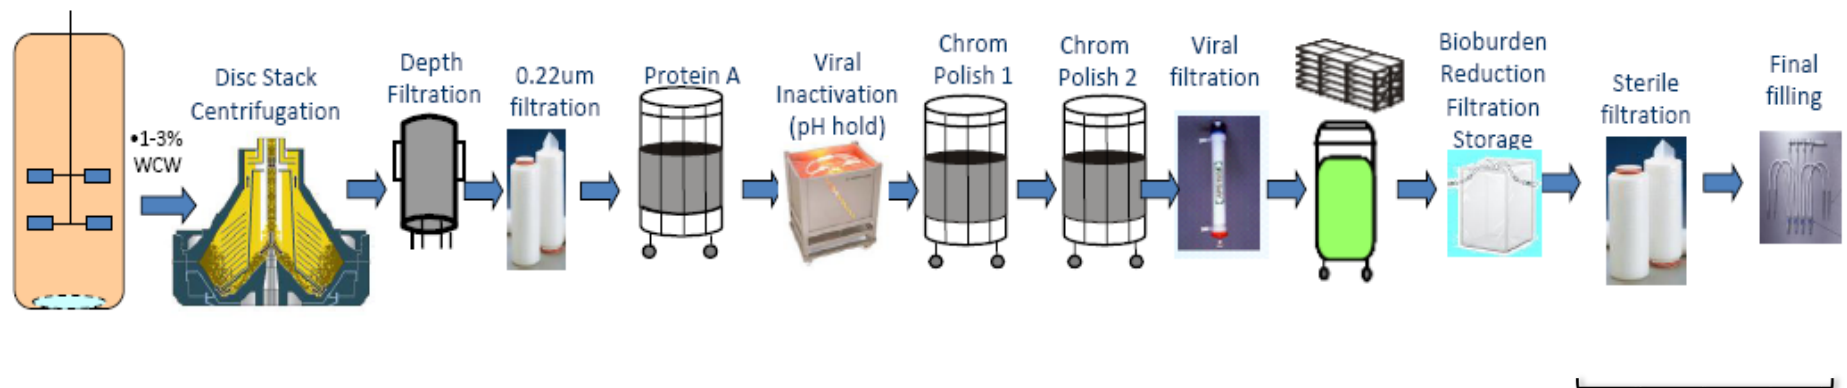 •1-3%
WCW
Disc Stack
Centrifugation
Depth
Filtration
0.22um
filtration
Protein A
Viral
Inactivation
(pH hold)
Chrom
Polish 1
Chrom
Polish 2
Viral
filtration
Bioburden
Reduction
Filtration
Storage
Sterile
filtration
Final
filling